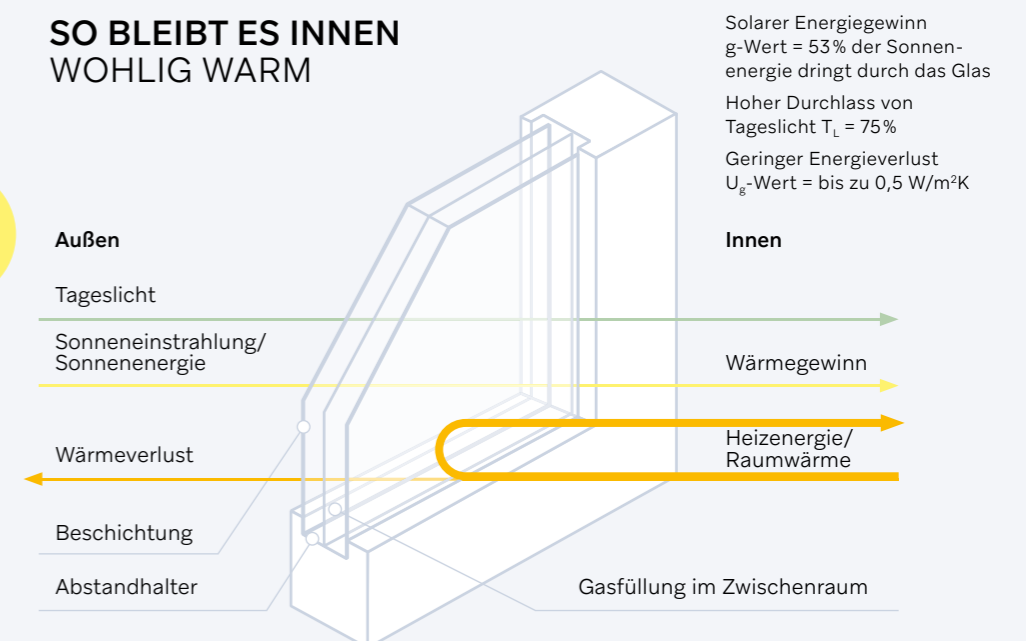 SO BLEIBT ES INNEN
WOHLIG WARM
Solarer Energiegewinn
g-Wert = 53% der Sonnen-
energie dringt durch das Glas
Hoher Durchlass von
Tageslicht T_L = 75%
Geringer Energieverlust
U_g-Wert = bis zu 0,5 W/m²K
Außen
Innen
Tageslicht
Sonneneinstrahlung/
Sonnenenergie
Wärmegewinn
Heizenergie/
Raumwärme
Wärmeverlust
Beschichtung
Abstandhalter
Gasfüllung im Zwischenraum